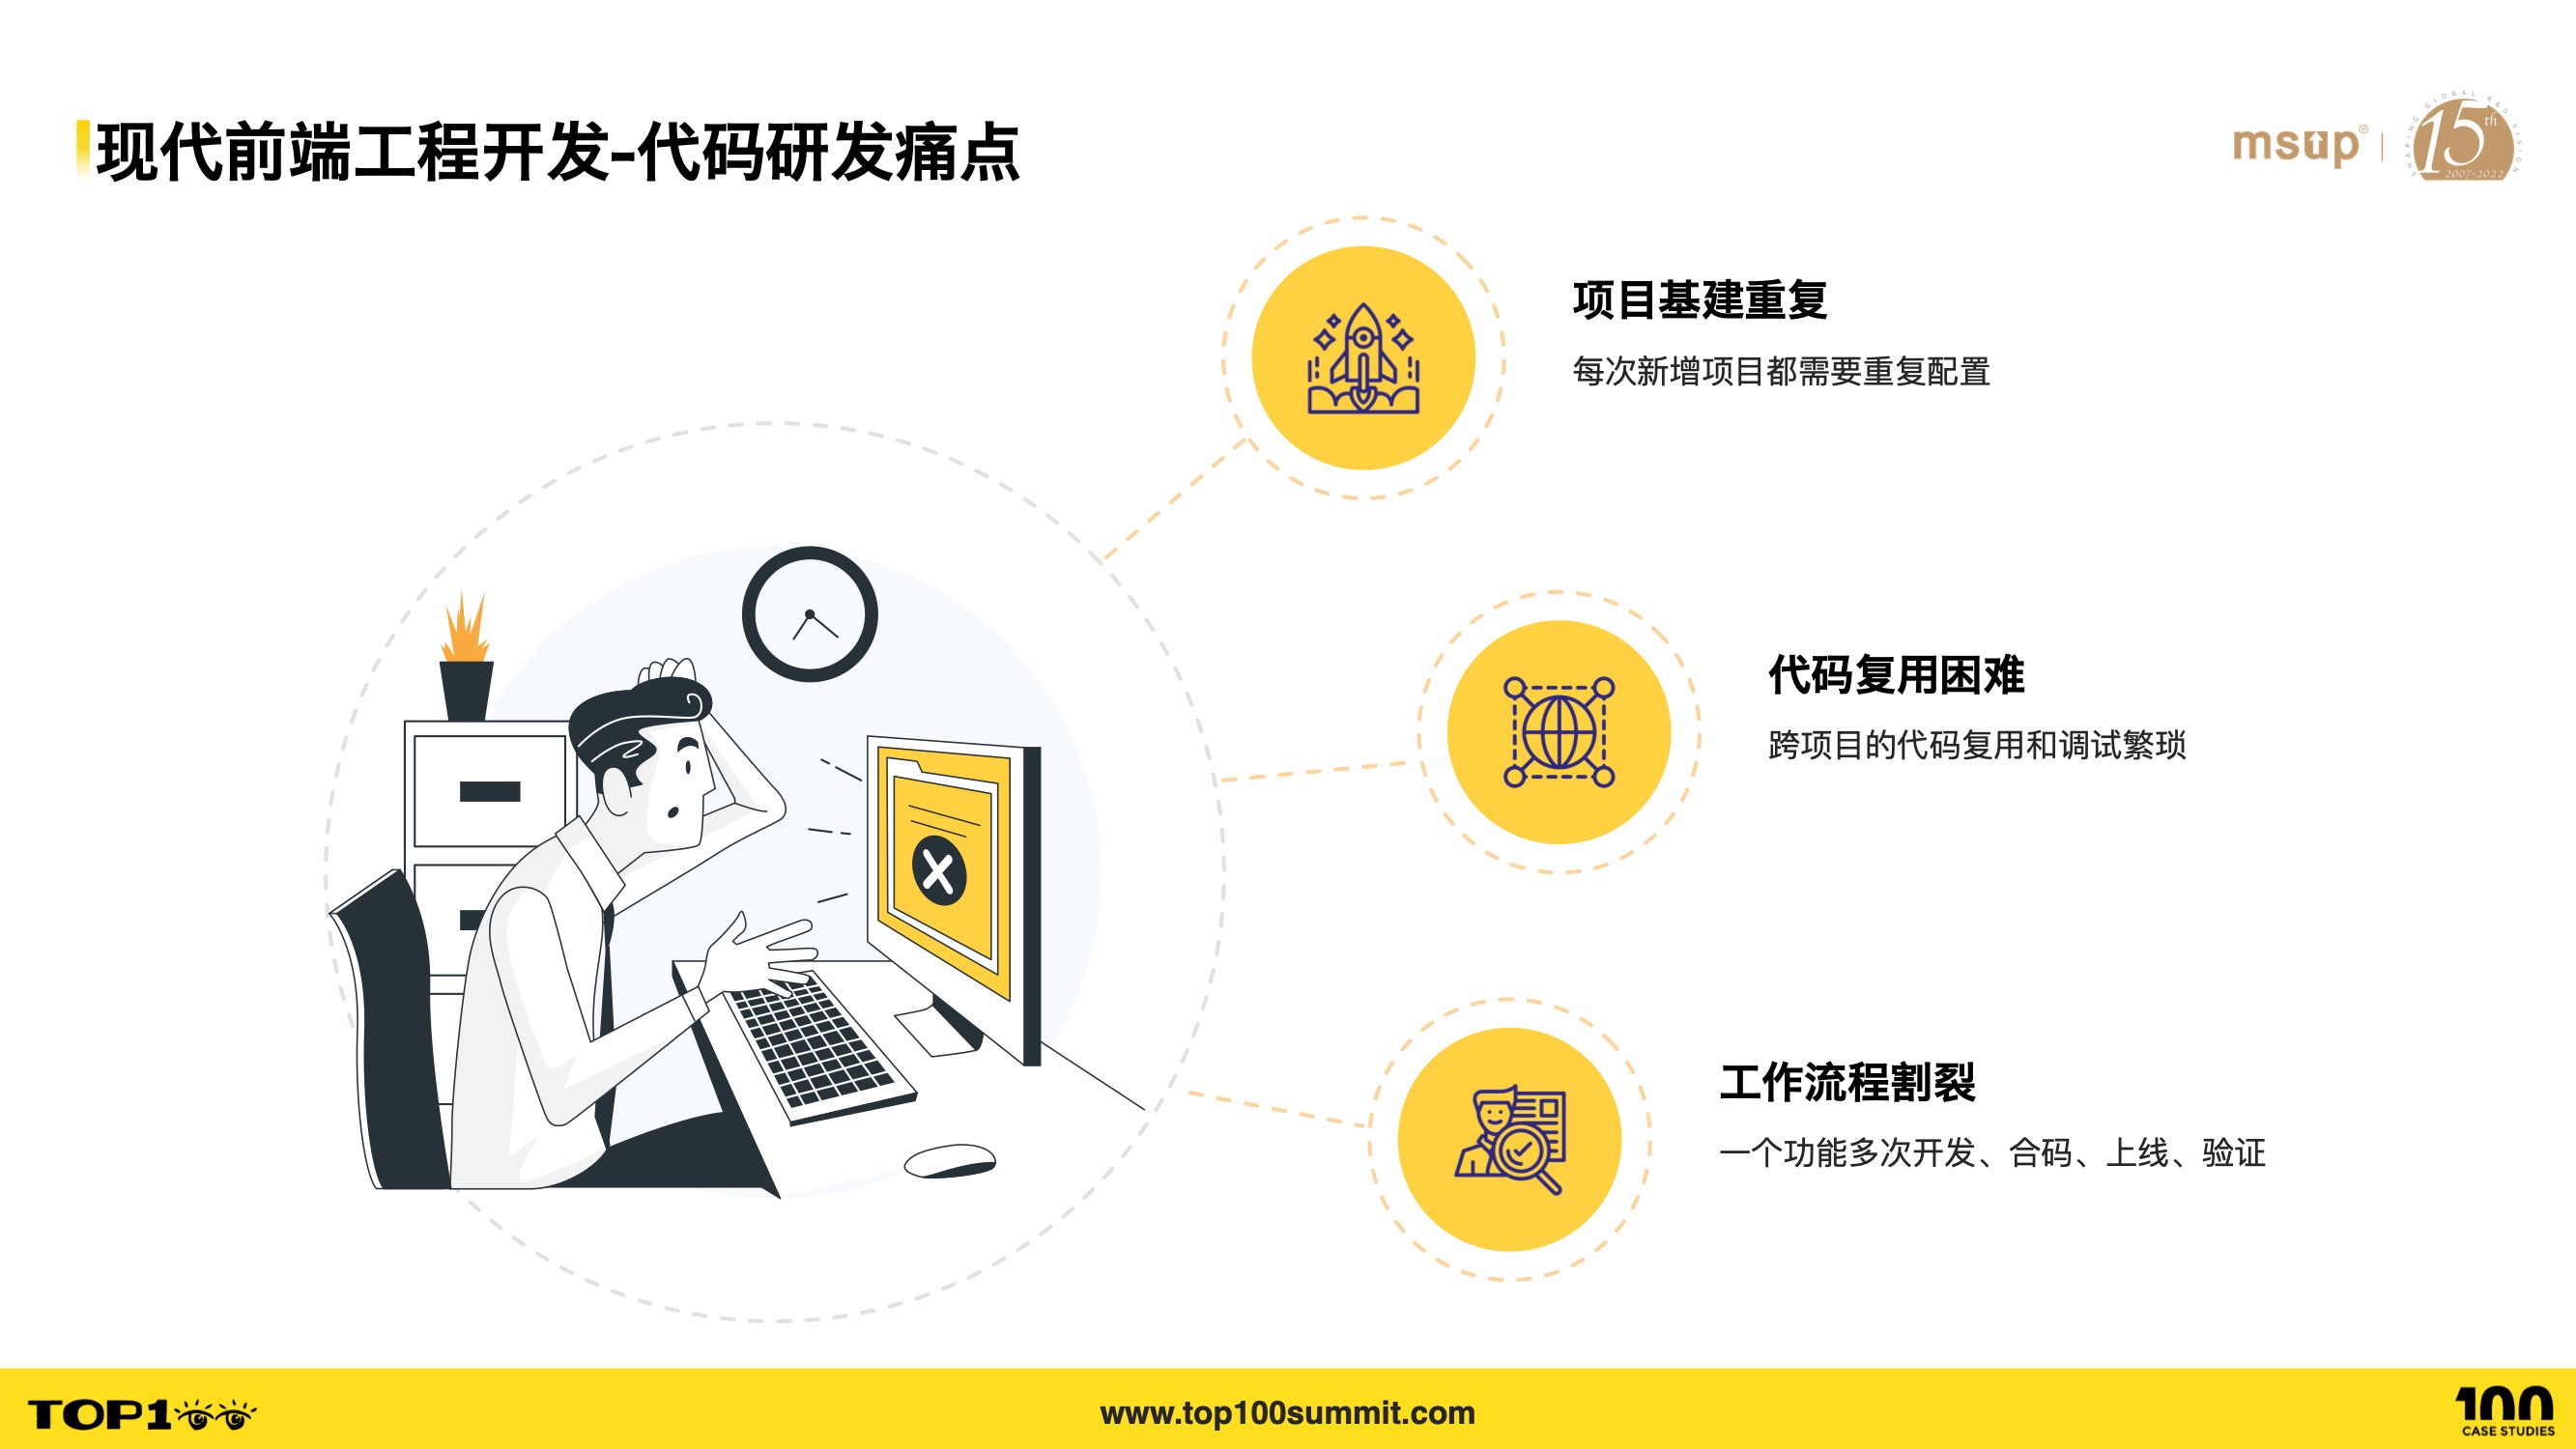 现代前端工程开发-代码研发痛点
msup®
SHARING GLOBAL R&D VISION
15th
2007-2022
项目基建重复
每次新增项目都需要重复配置
代码复用困难
跨项目的代码复用和调试繁琐
工作流程割裂
一个功能多次开发、合码、上线、验证
TOP100
www.top100summit.com
100
CASE STUDIES